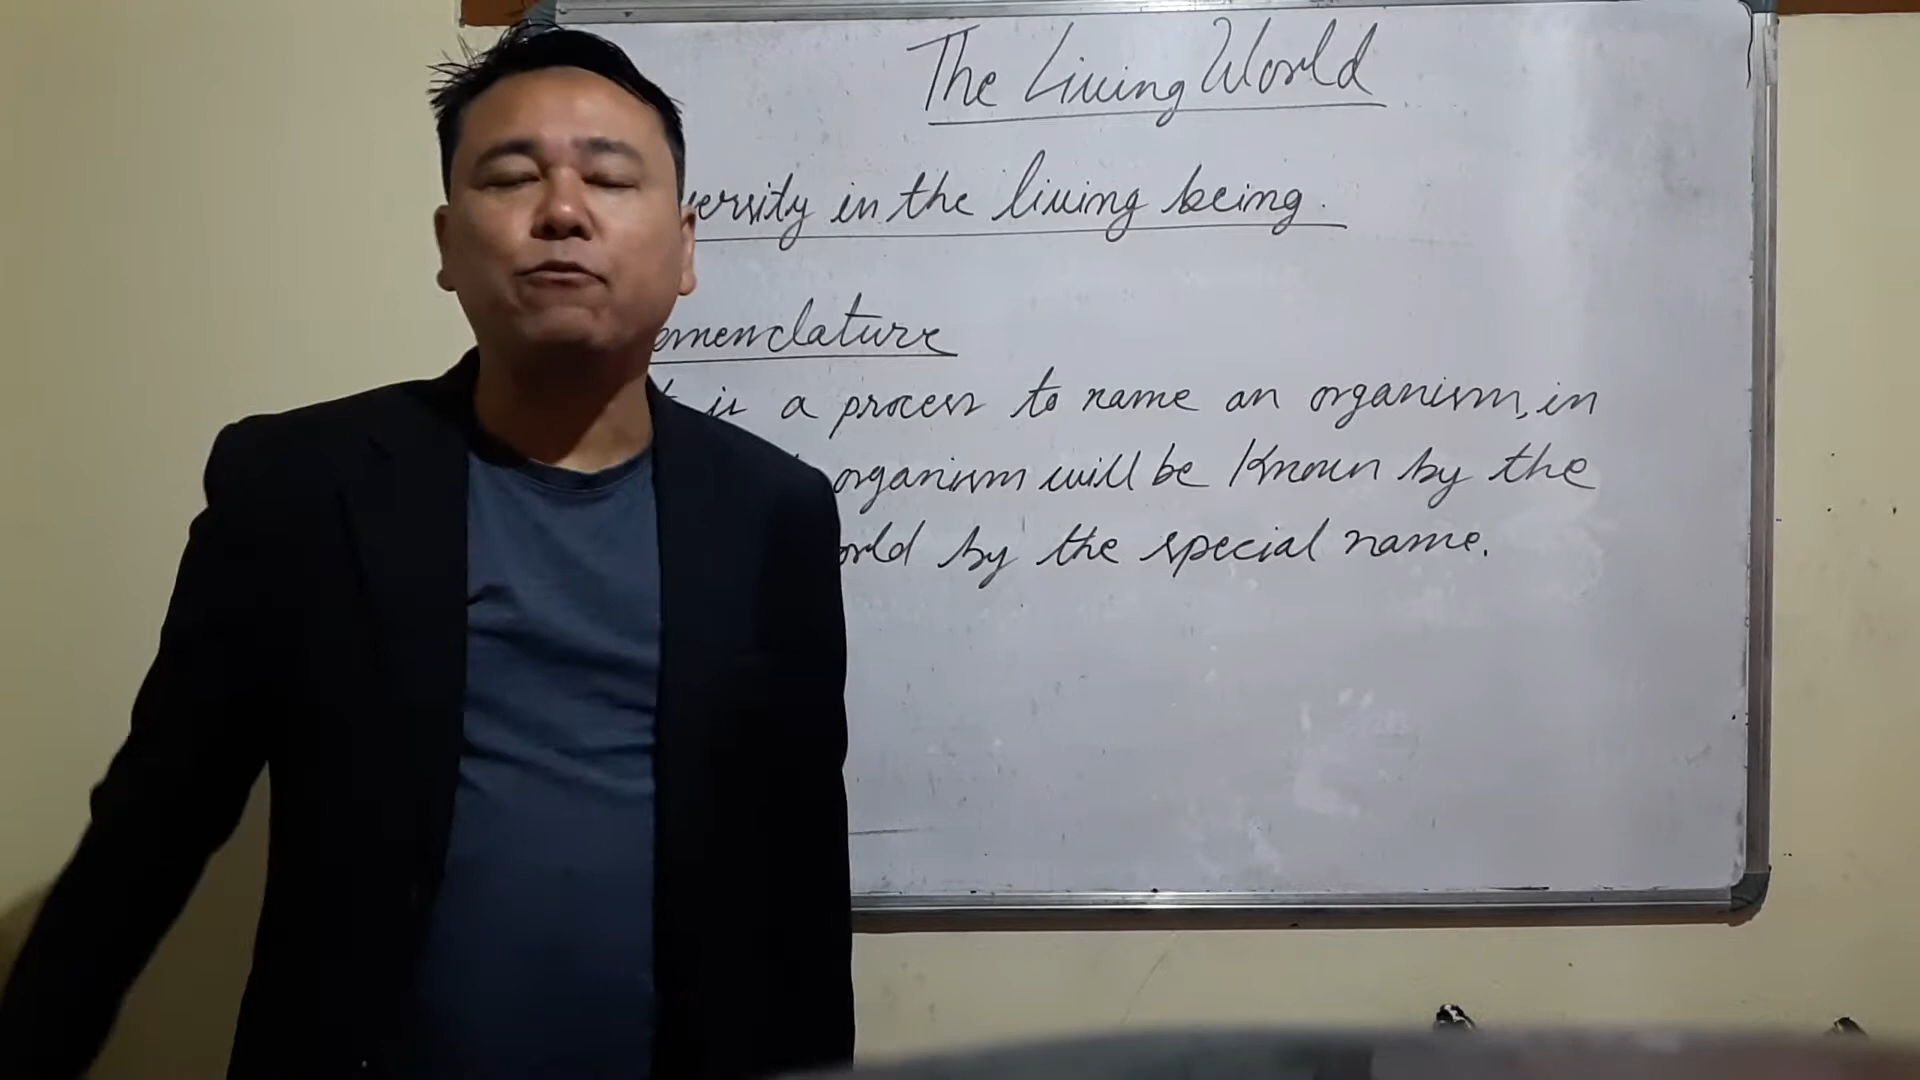 The Living World
versity in the living being.
omenclature
is a process to name an organism, in
organism will be known by the
orld by the special name.